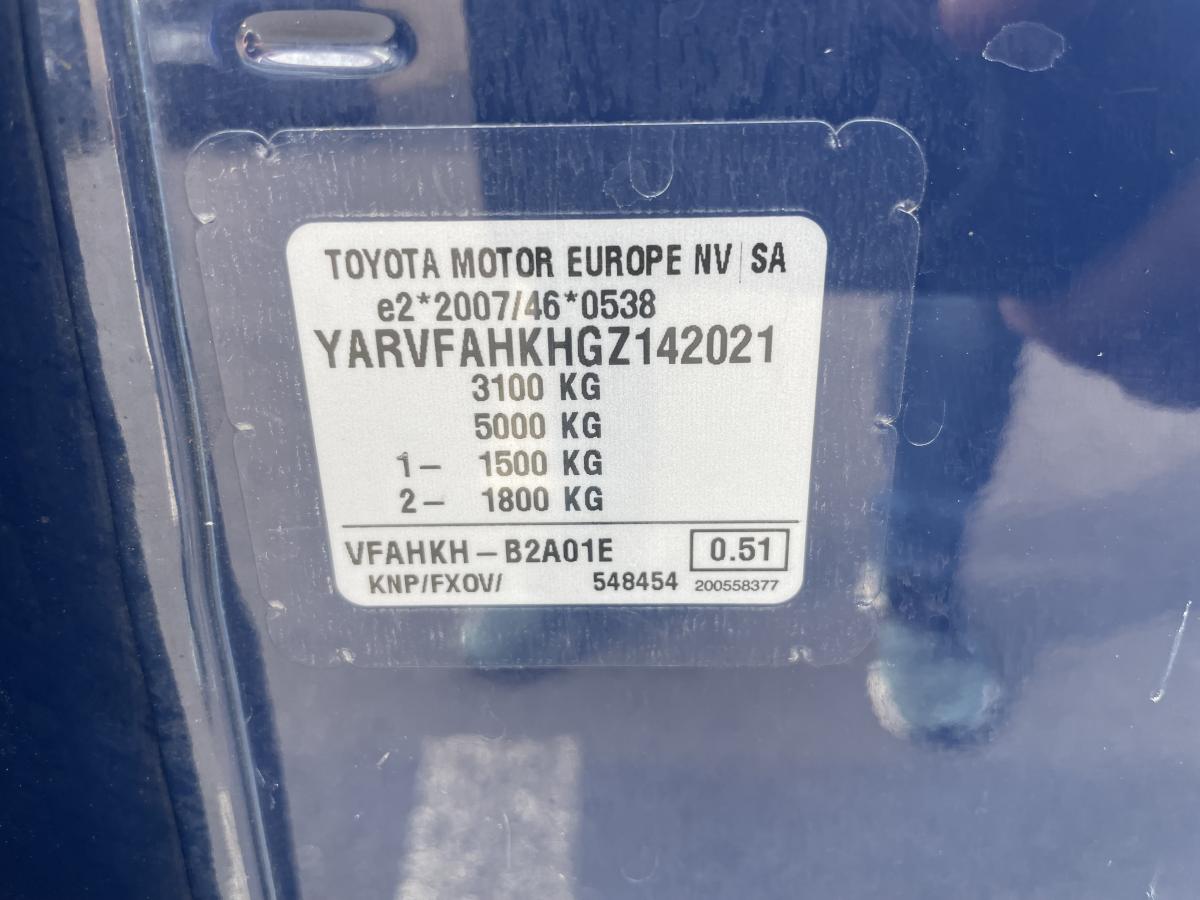 TOYOTA MOTOR EUROPE NV SA
e2*2007/46*0538
YARVFAHKHGZ142021
3100 KG
5000 KG
1- 1500 KG
2- 1800 KG
VFAHKH-B2A01E 0.51
KNP/FXOV/ 548454 200558377